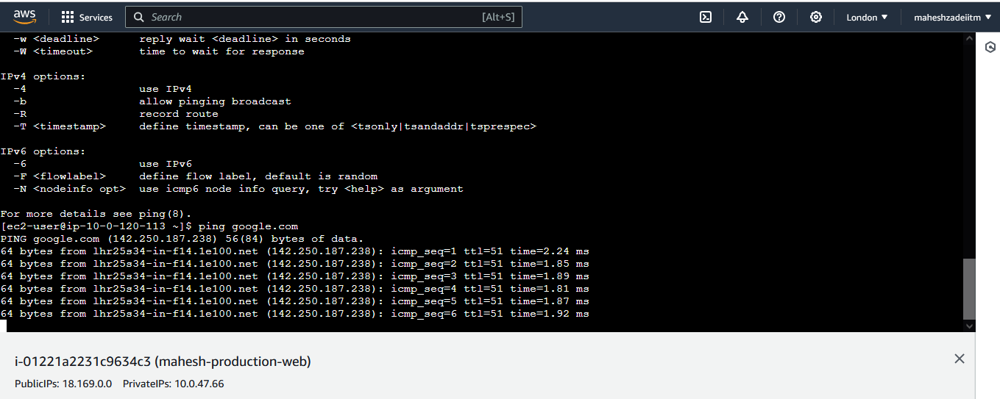 aws Services Search [Alt+S] London maheshzadeiitm
-w <deadline> reply wait <deadline> in seconds
-W <timeout> time to wait for response
IPv4 options:
-4 use IPv4
-b allow pinging broadcast
-R record route
-T <timestamp> define timestamp, can be one of <tsonly|tsandaddr|tsprespec>
IPv6 options:
-6 use IPv6
-F <flowlabel> define flow label, default is random
-N <nodeinfo opt> use icmp6 node info query, try <help> as argument
For more details see ping(8).
[ec2-user@ip-10-0-120-113 ~]$ ping google.com
PING google.com (142.250.187.238) 56(84) bytes of data.
64 bytes from lhr25s34-in-f14.1e100.net (142.250.187.238): icmp_seq=1 ttl=51 time=2.24 ms
64 bytes from lhr25s34-in-f14.1e100.net (142.250.187.238): icmp_seq=2 ttl=51 time=1.85 ms
64 bytes from lhr25s34-in-f14.1e100.net (142.250.187.238): icmp_seq=3 ttl=51 time=1.89 ms
64 bytes from lhr25s34-in-f14.1e100.net (142.250.187.238): icmp_seq=4 ttl=51 time=1.81 ms
64 bytes from lhr25s34-in-f14.1e100.net (142.250.187.238): icmp_seq=5 ttl=51 time=1.87 ms
64 bytes from lhr25s34-in-f14.1e100.net (142.250.187.238): icmp_seq=6 ttl=51 time=1.92 ms
i-01221a2231c9634c3 (mahesh-production-web)
PublicIPs: 18.169.0.0 PrivateIPs: 10.0.47.66